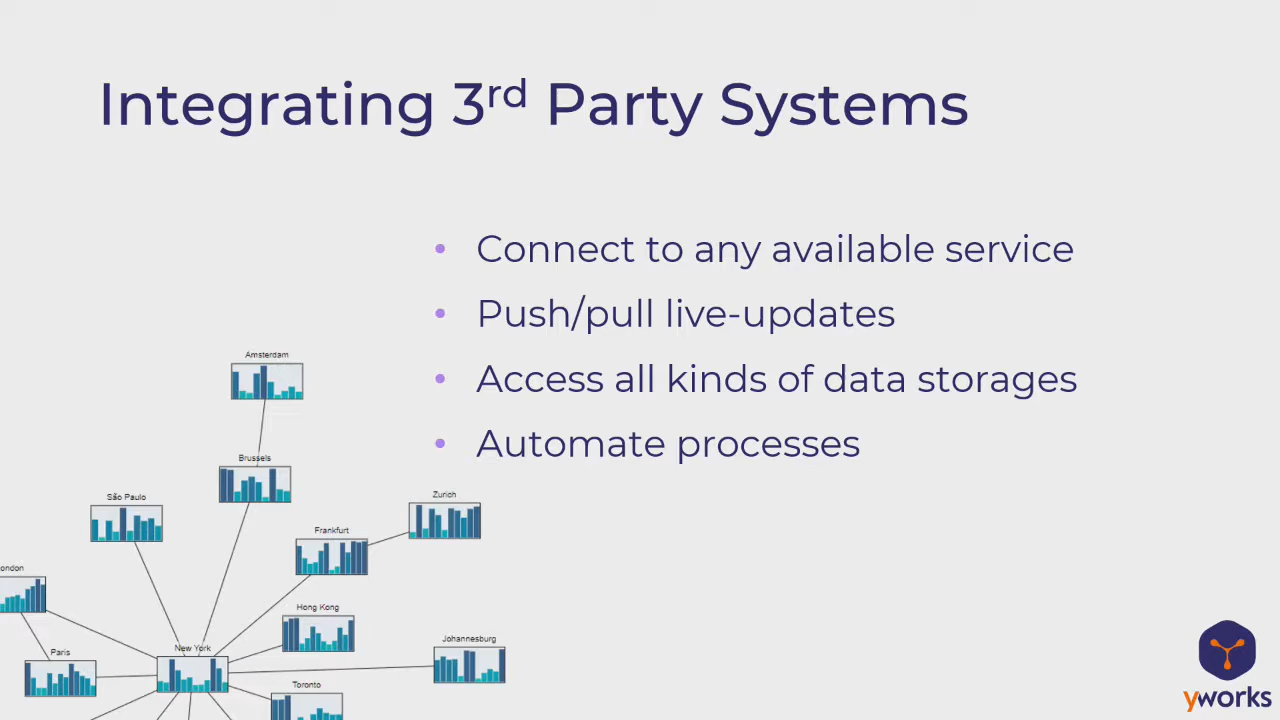 Integrating 3rd Party Systems
• Connect to any available service
• Push/pull live-updates
• Access all kinds of data storages
• Automate processes
Amsterdam
Brussels
São Paulo
Zurich
Frankfurt
ondon
Hong Kong
Johannesburg
New York
Paris
Toronto
yworks